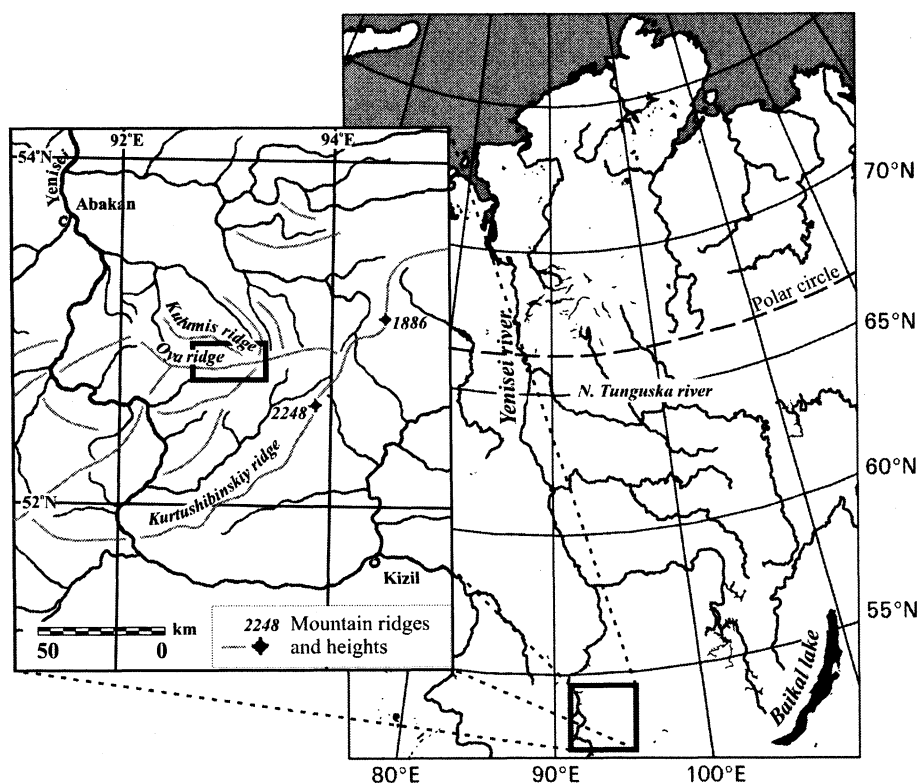 92°E
94°E
54°N
Yenisei
Abakan
Kulumis ridge
Oya ridge
1886
2248
Kurtushibinskiy ridge
52°N
Kizil
50 0 km
2248 Mountain ridges
and heights
70°N
Polar circle
65°N
Yenisei river.
N. Tunguska river
60°N
55°N
Baikal lake
80°E 90°E 100°E